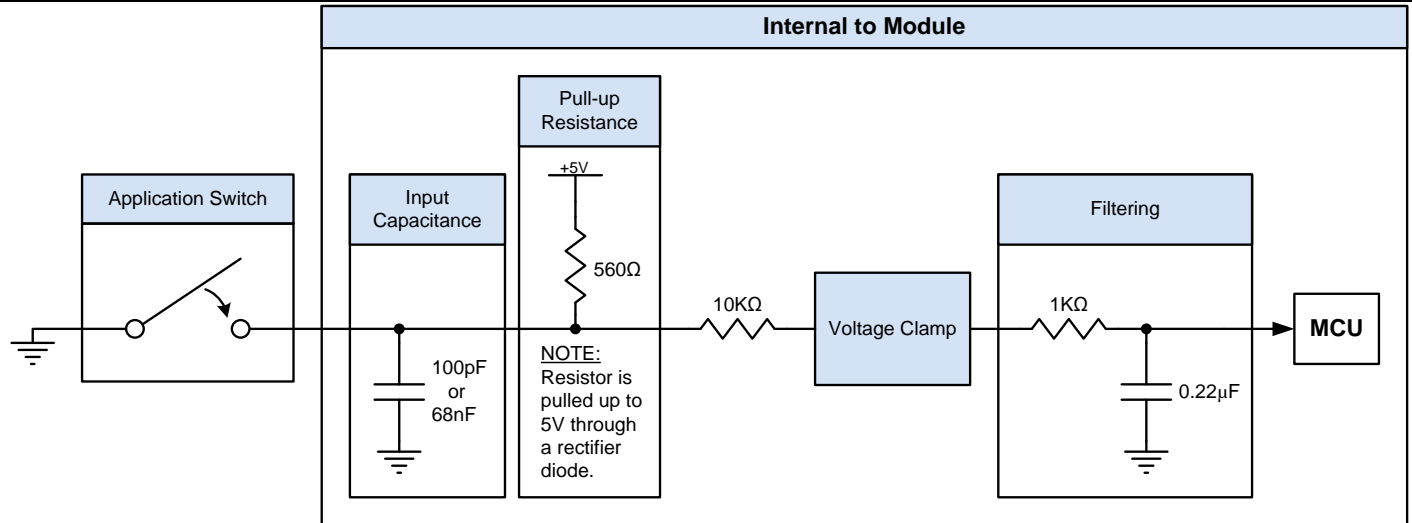 Internal to Module
Pull-up
Resistance
+5V
Application Switch
Input
Capacitance
Filtering
560Ω
10KΩ
Voltage Clamp
1KΩ
MCU
100pF
or
68nF
NOTE:
Resistor is
pulled up to
5V through
a rectifier
diode.
0.22µF